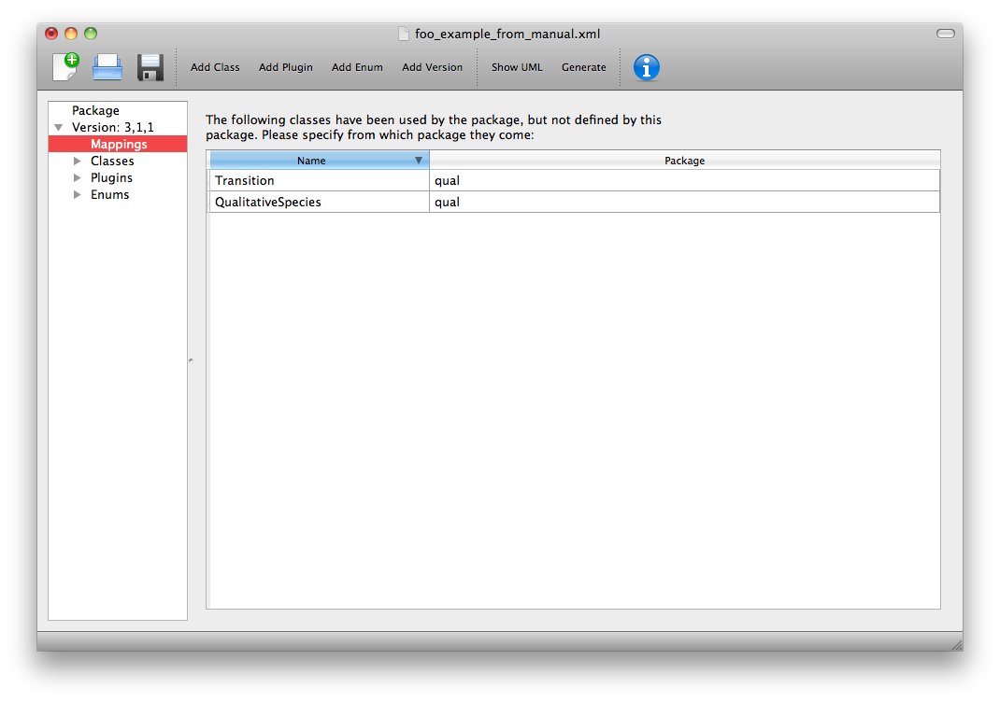 foo_example_from_manual.xml
Add Class Add Plugin Add Enum Add Version Show UML Generate
Package
Version: 3,1,1
Mappings
Classes
Plugins
Enums
The following classes have been used by the package, but not defined by this
package. Please specify from which package they come:
Name Package
Transition qual
QualitativeSpecies qual